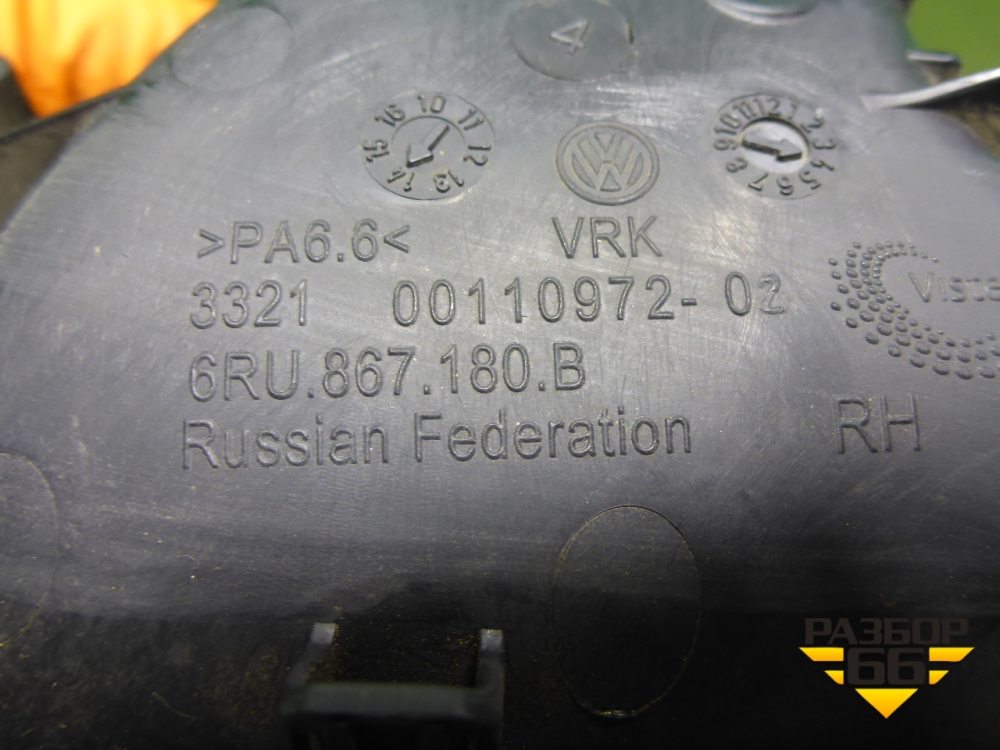 4
10 11 12 13 14 15 16
11 12 1 2 3 4 5 6 7 8 9 10
>PA6.6< VRK
3321 00110972-02
Viste
6RU.867.180.B
Russian Federation RH
РАЗБОР
66